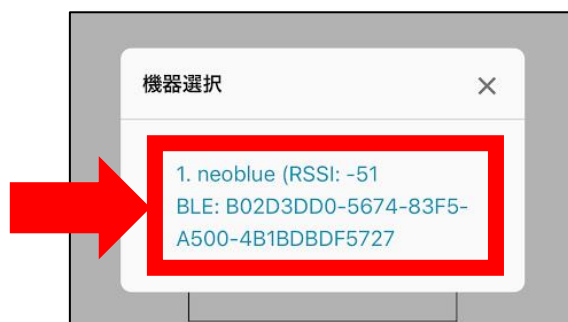 機器選択
1. neoblue (RSSI: -51
BLE: B02D3DD0-5674-83F5-
A500-4B1BDBDF5727